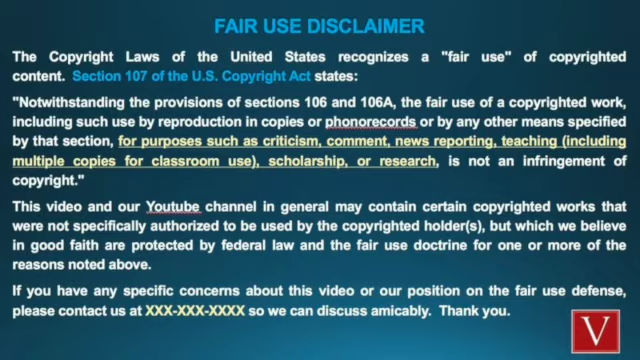 FAIR USE DISCLAIMER
The Copyright Laws of the United States recognizes a "fair use" of copyrighted
content. Section 107 of the U.S. Copyright Act states:
"Notwithstanding the provisions of sections 106 and 106A, the fair use of a copyrighted work,
including such use by reproduction in copies or phonorecords or by any other means specified
by that section, for purposes such as criticism, comment, news reporting, teaching (including
multiple copies for classroom use), scholarship, or research, is not an infringement of
copyright."
This video and our Youtube channel in general may contain certain copyrighted works that
were not specifically authorized to be used by the copyrighted holder(s), but which we believe
in good faith are protected by federal law and the fair use doctrine for one or more of the
reasons noted above.
If you have any specific concerns about this video or our position on the fair use defense,
please contact us at XXX-XXX-XXXX so we can discuss amicably. Thank you.
V